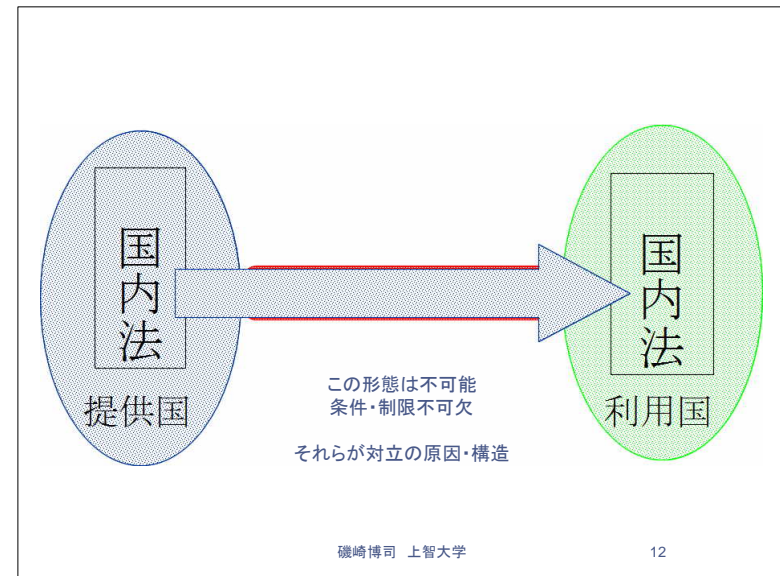 国内法
提供国
国内法
利用国
この形態は不可能
条件・制限不可欠
それらが対立の原因・構造
磯崎博司 上智大学
12